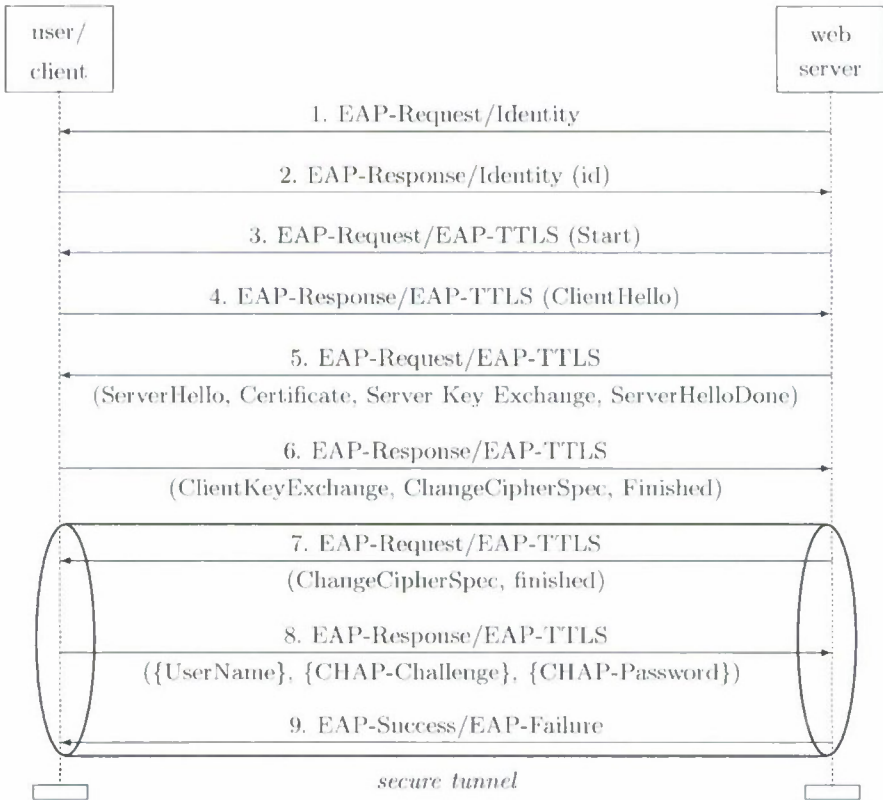 user/
client
web
server
1. EAP-Request/Identity
2. EAP-Response/Identity (id)
3. EAP-Request/EAP-TTLS (Start)
4. EAP-Response/EAP-TTLS (ClientHello)
5. EAP-Request/EAP-TTLS
(ServerHello, Certificate, Server Key Exchange, ServerHelloDone)
6. EAP-Response/EAP-TTLS
(ClientKeyExchange, ChangeCipherSpec, Finished)
7. EAP-Request/EAP-TTLS
(ChangeCipherSpec, finished)
8. EAP-Response/EAP-TTLS
({UserName}, {CHAP-Challenge}, {CHAP-Password})
9. EAP-Success/EAP-Failure
secure tunnel